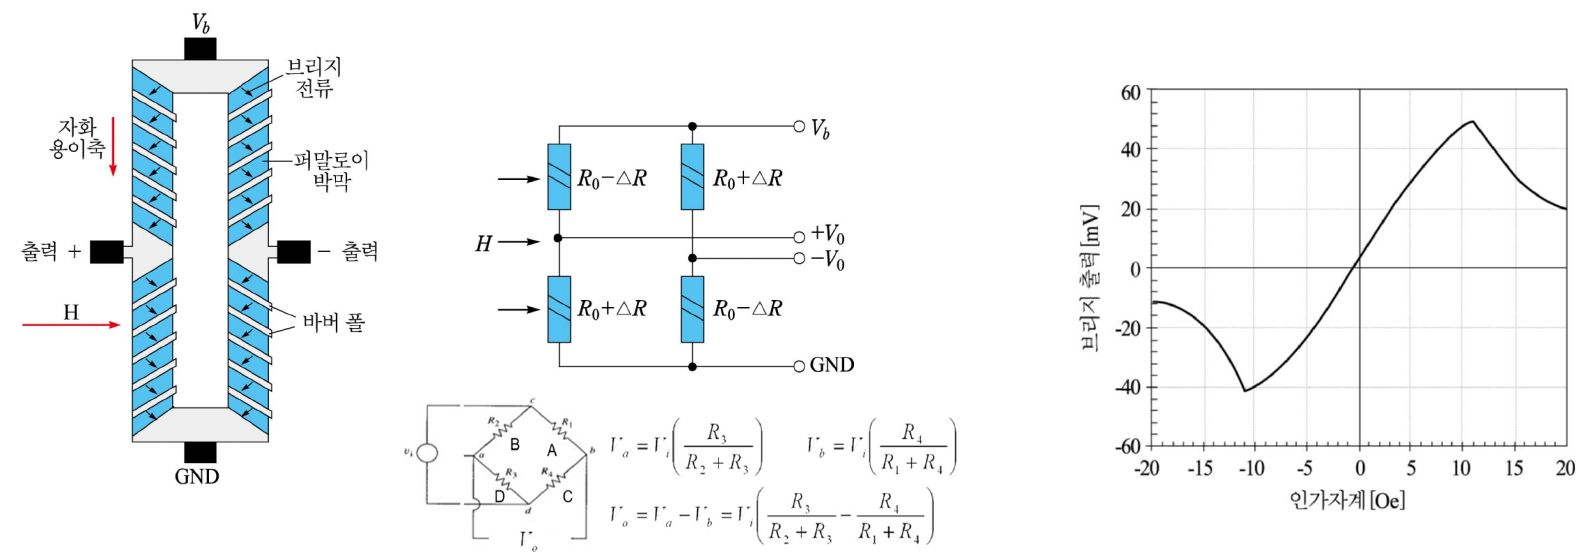 V_b
브리지
전류
자화
용이축
퍼말로이
박막
출력 +
− 출력
H
바버 폴
GND
V_b
R_0−△R
R_0+△R
H
+V_0
−V_0
R_0+△R
R_0−△R
GND
c
R_2
R_1
B
A
v_i
a
b
R_3
R_4
D
C
d
V_o
V_a = V_i(R_3/(R_2 + R_3))
V_b = V_i(R_4/(R_1 + R_4))
V_o = V_a − V_b = V_i(R_3/(R_2 + R_3) − R_4/(R_1 + R_4))
60
40
20
0
-20
-40
-60
브리지 출력[mV]
-20 -15 -10 -5 0 5 10 15 20
인가자계[Oe]